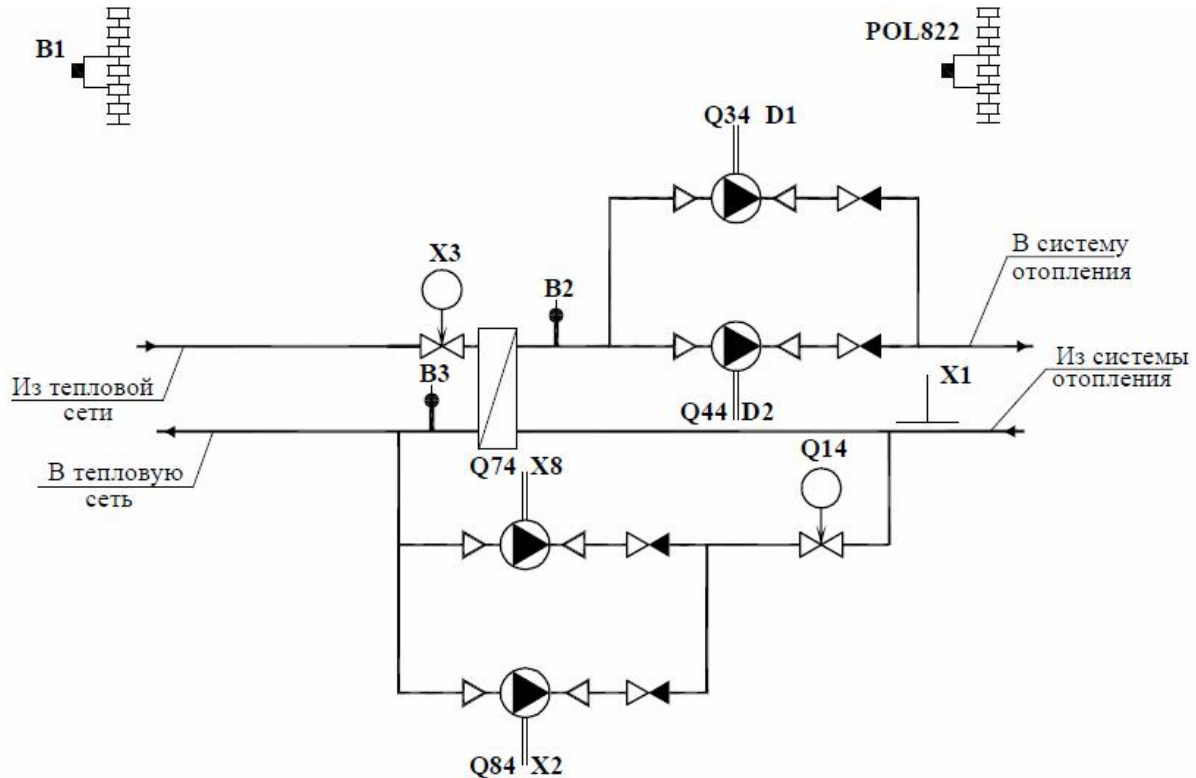 B1
POL822
Q34 D1
X3
B2
В систему
отопления
Из тепловой
сети
B3
Q44 D2
X1
Из системы
отопления
В тепловую
сеть
Q74 X8
Q14
Q84 X2